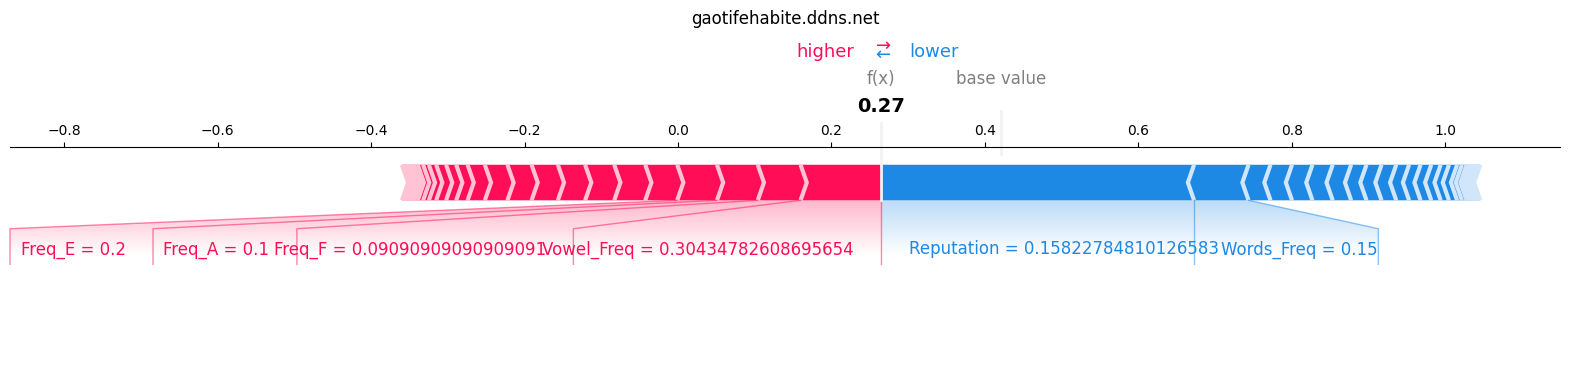 gaotifehabite.ddns.net
higher ⇄ lower
f(x) base value
0.27
−0.8 −0.6 −0.4 −0.2 0.0 0.2 0.4 0.6 0.8 1.0
Freq_E = 0.2 Freq_A = 0.1 Freq_F = 0.09090909090909091 Vowel_Freq = 0.30434782608695654 Reputation = 0.15822784810126583 Words_Freq = 0.15